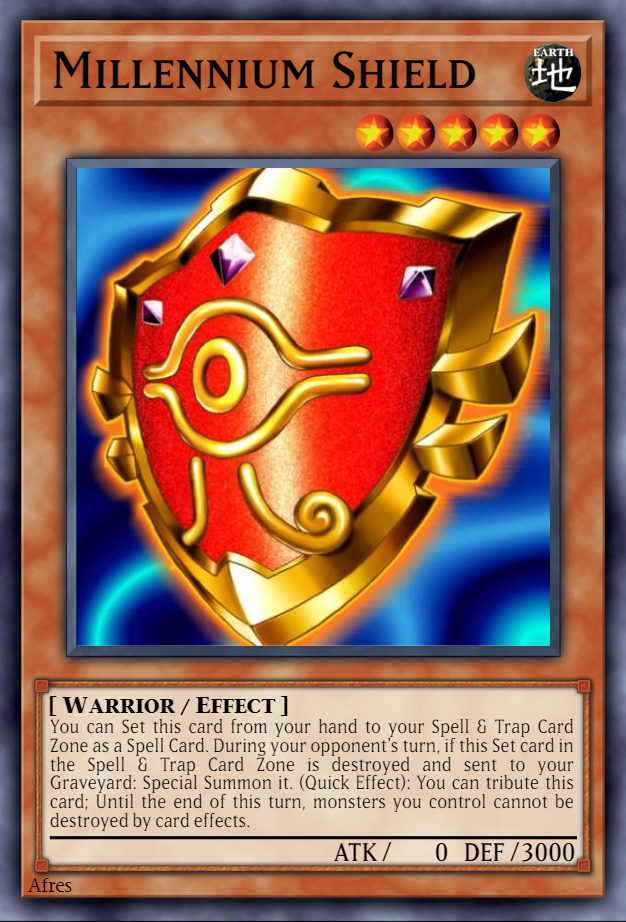 Millennium Shield
EARTH
地
[ Warrior / Effect ]
You can Set this card from your hand to your Spell & Trap Card
Zone as a Spell Card. During your opponent's turn, if this Set card in
the Spell & Trap Card Zone is destroyed and sent to your
Graveyard: Special Summon it. (Quick Effect): You can tribute this
card; Until the end of this turn, monsters you control cannot be
destroyed by card effects.
ATK / 0 DEF /3000
Afres